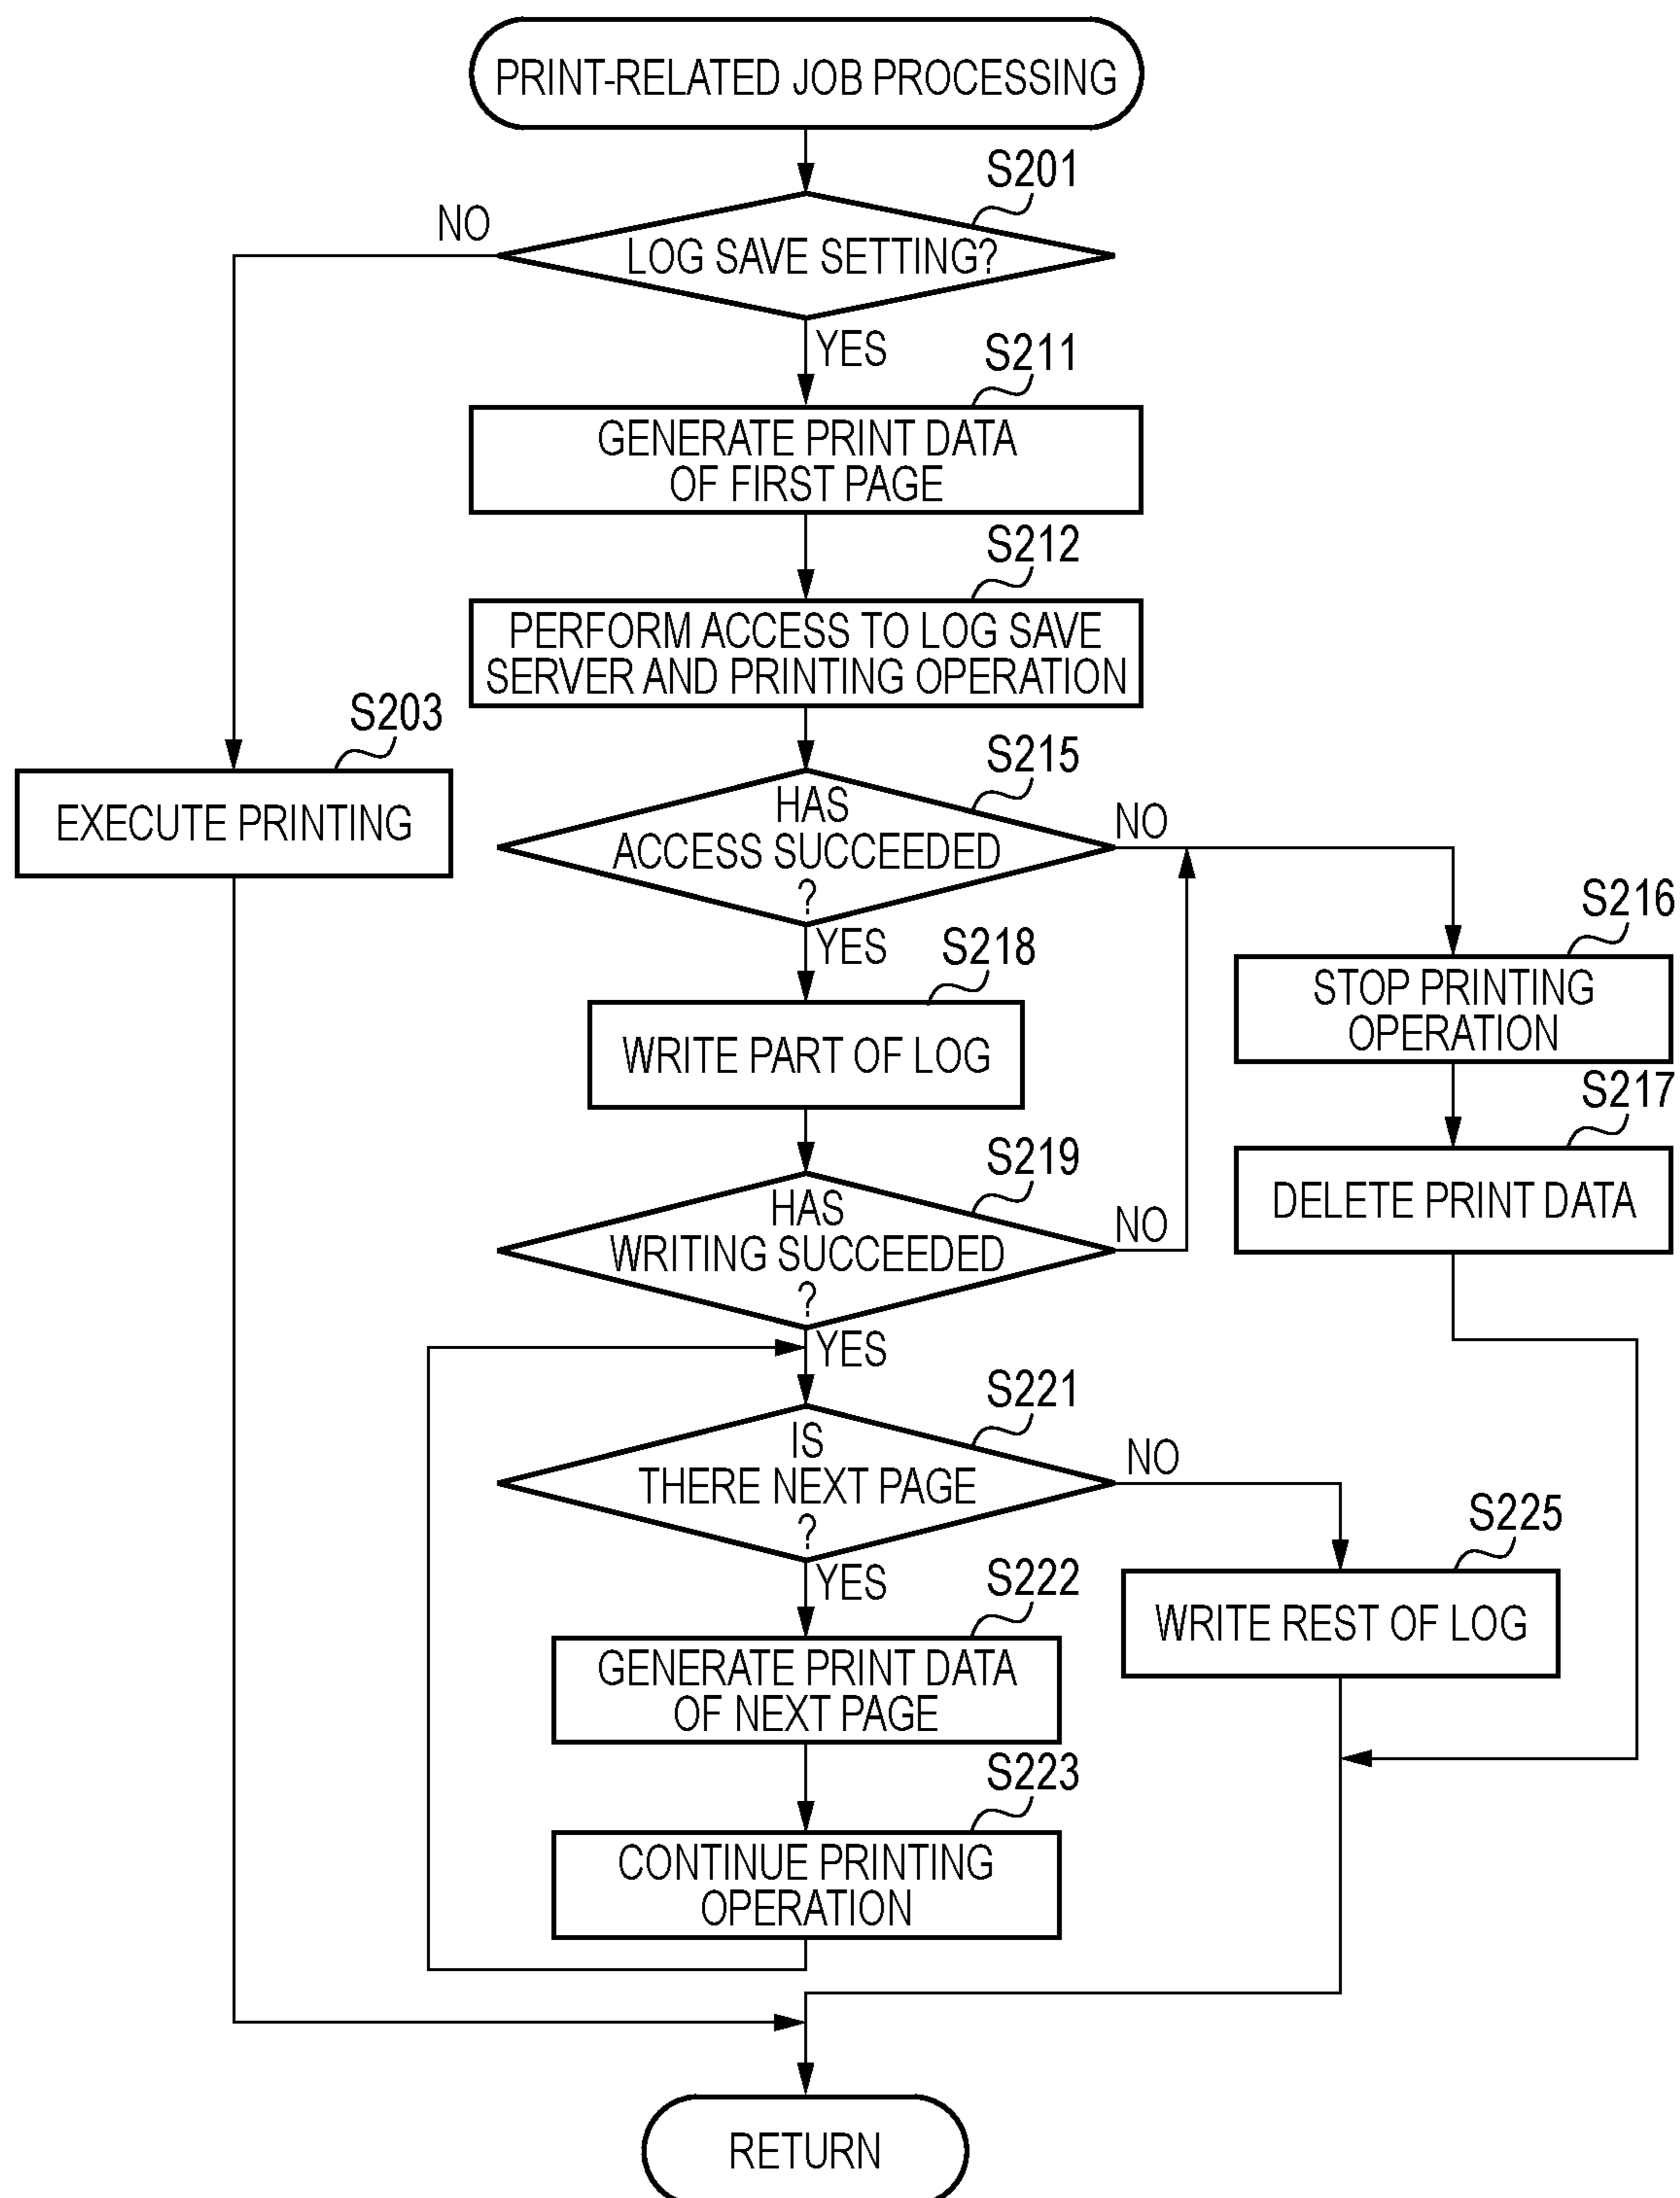 PRINT-RELATED JOB PROCESSING
S201
NO
LOG SAVE SETTING?
YES
S211
GENERATE PRINT DATA
OF FIRST PAGE
S212
PERFORM ACCESS TO LOG SAVE
SERVER AND PRINTING OPERATION
S203
EXECUTE PRINTING
S215
HAS
ACCESS SUCCEEDED
?
NO
YES
S216
STOP PRINTING
OPERATION
S218
WRITE PART OF LOG
S217
DELETE PRINT DATA
S219
HAS
WRITING SUCCEEDED
?
NO
YES
S221
IS
THERE NEXT PAGE
?
NO
YES
S225
WRITE REST OF LOG
S222
GENERATE PRINT DATA
OF NEXT PAGE
S223
CONTINUE PRINTING
OPERATION
RETURN